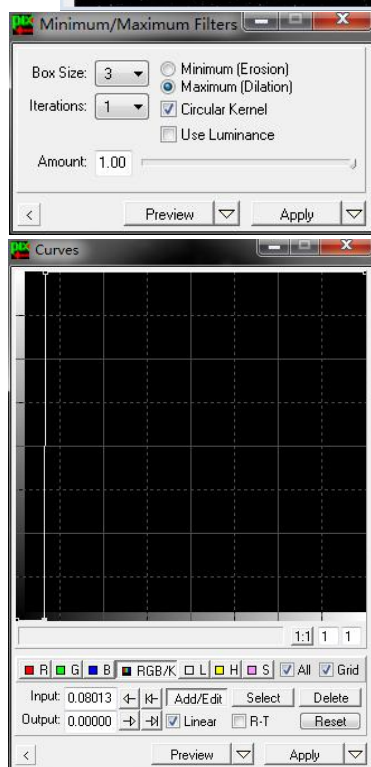 pix Minimum/Maximum Filters
Box Size: 3 Minimum (Erosion)
Maximum (Dilation)
Iterations: 1 Circular Kernel
Use Luminance
Amount: 1.00
< Preview Apply
pix Curves
1:1 1 1
R G B RGB/K L H S All Grid
Input: 0.08013 Add/Edit Select Delete
Output: 0.00000 Linear R-T Reset
< Preview Apply